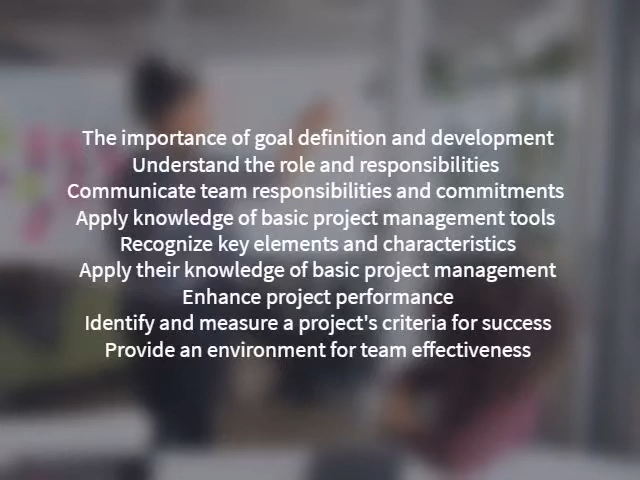 The importance of goal definition and development
Understand the role and responsibilities
Communicate team responsibilities and commitments
Apply knowledge of basic project management tools
Recognize key elements and characteristics
Apply their knowledge of basic project management
Enhance project performance
Identify and measure a project's criteria for success
Provide an environment for team effectiveness